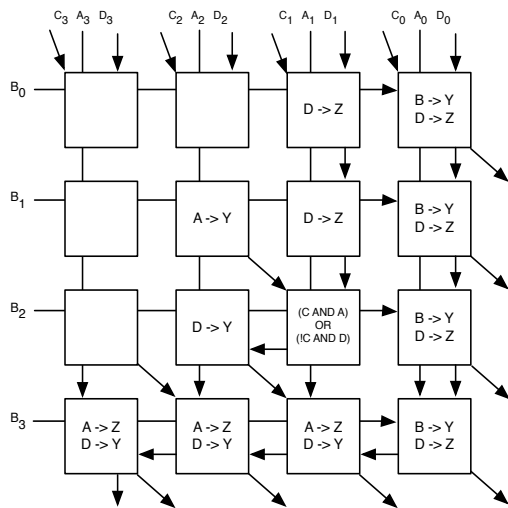 C3 A3 D3 C2 A2 D2 C1 A1 D1 C0 A0 D0
B0
D -> Z
B -> Y
D -> Z
B1
A -> Y
D -> Z
B -> Y
D -> Z
B2
D -> Y
(C AND A)
OR
(!C AND D)
B -> Y
D -> Z
B3
A -> Z
D -> Y
A -> Z
D -> Y
A -> Z
D -> Y
B -> Y
D -> Z